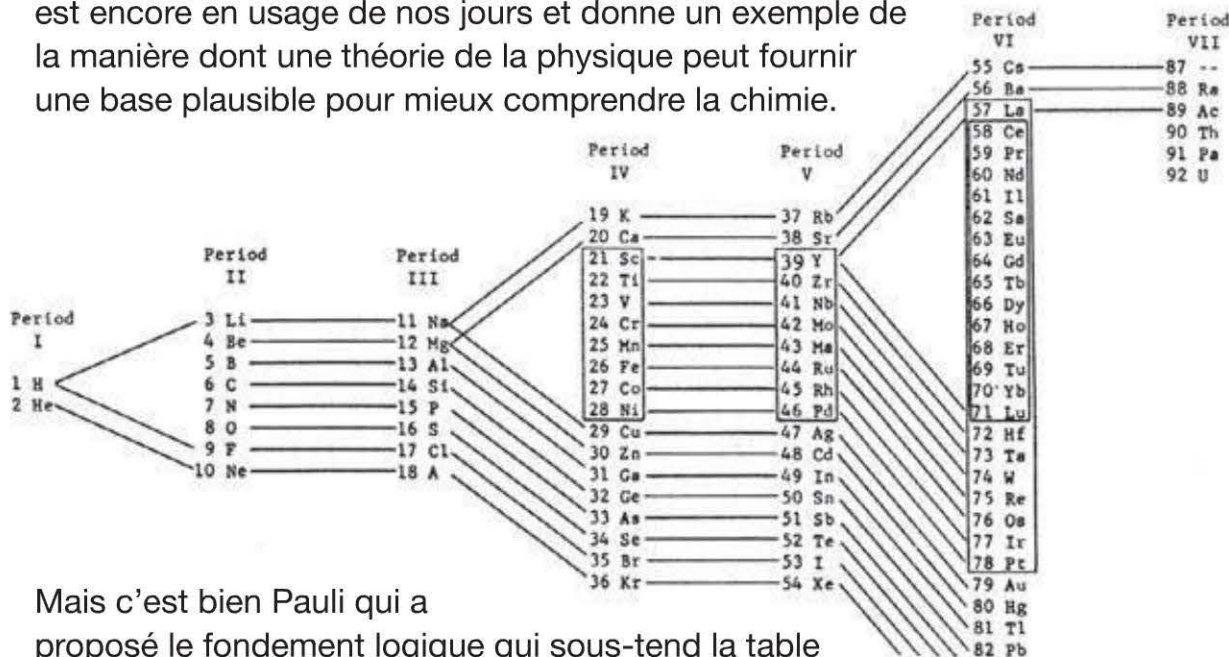 est encore en usage de nos jours et donne un exemple de
la manière dont une théorie de la physique peut fournir
une base plausible pour mieux comprendre la chimie.
Period
I
1 H
2 He
Period
II
3 Li
4 Be
5 B
6 C
7 N
8 O
9 F
10 Ne
Period
III
11 Na
12 Mg
13 Al
14 Si
15 P
16 S
17 Cl
18 A
Period
IV
19 K
20 Ca
21 Sc
22 Ti
23 V
24 Cr
25 Mn
26 Fe
27 Co
28 Ni
29 Cu
30 Zn
31 Ga
32 Ge
33 As
34 Se
35 Br
36 Kr
Period
V
37 Rb
38 Sr
39 Y
40 Zr
41 Nb
42 Mo
43 Ma
44 Ru
45 Rh
46 Pd
47 Ag
48 Cd
49 In
50 Sn
51 Sb
52 Te
53 I
54 Xe
Period
VI
55 Cs
56 Ba
57 La
58 Ce
59 Pr
60 Nd
61 Il
62 Sa
63 Eu
64 Gd
65 Tb
66 Dy
67 Ho
68 Er
69 Tu
70 Yb
71 Lu
72 Hf
73 Ta
74 W
75 Re
76 Os
77 Ir
78 Pt
79 Au
80 Hg
81 Tl
82 Pb
Period
VII
87 --
88 Ra
89 Ac
90 Th
91 Pa
92 U
Mais c'est bien Pauli qui a
proposé le fondement logique qui sous-tend la table